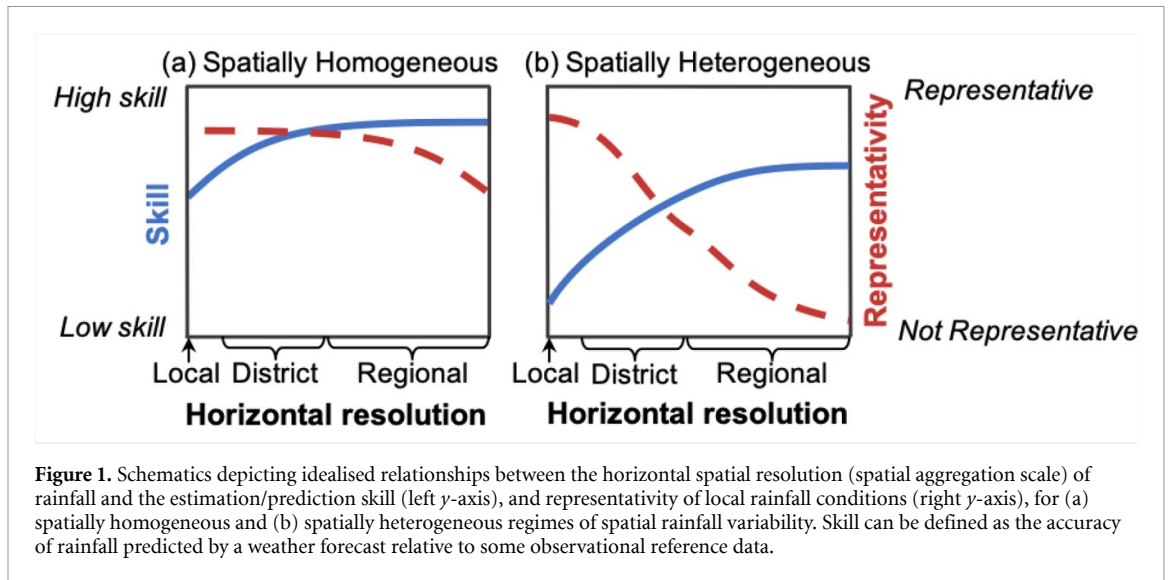 (a) Spatially Homogeneous
(b) Spatially Heterogeneous
High skill
Representative
Skill
Representativity
Low skill
Not Representative
Local District Regional
Local District Regional
Horizontal resolution
Horizontal resolution
Figure 1. Schematics depicting idealised relationships between the horizontal spatial resolution (spatial aggregation scale) of
rainfall and the estimation/prediction skill (left y-axis), and representativity of local rainfall conditions (right y-axis), for (a)
spatially homogeneous and (b) spatially heterogeneous regimes of spatial rainfall variability. Skill can be defined as the accuracy
of rainfall predicted by a weather forecast relative to some observational reference data.